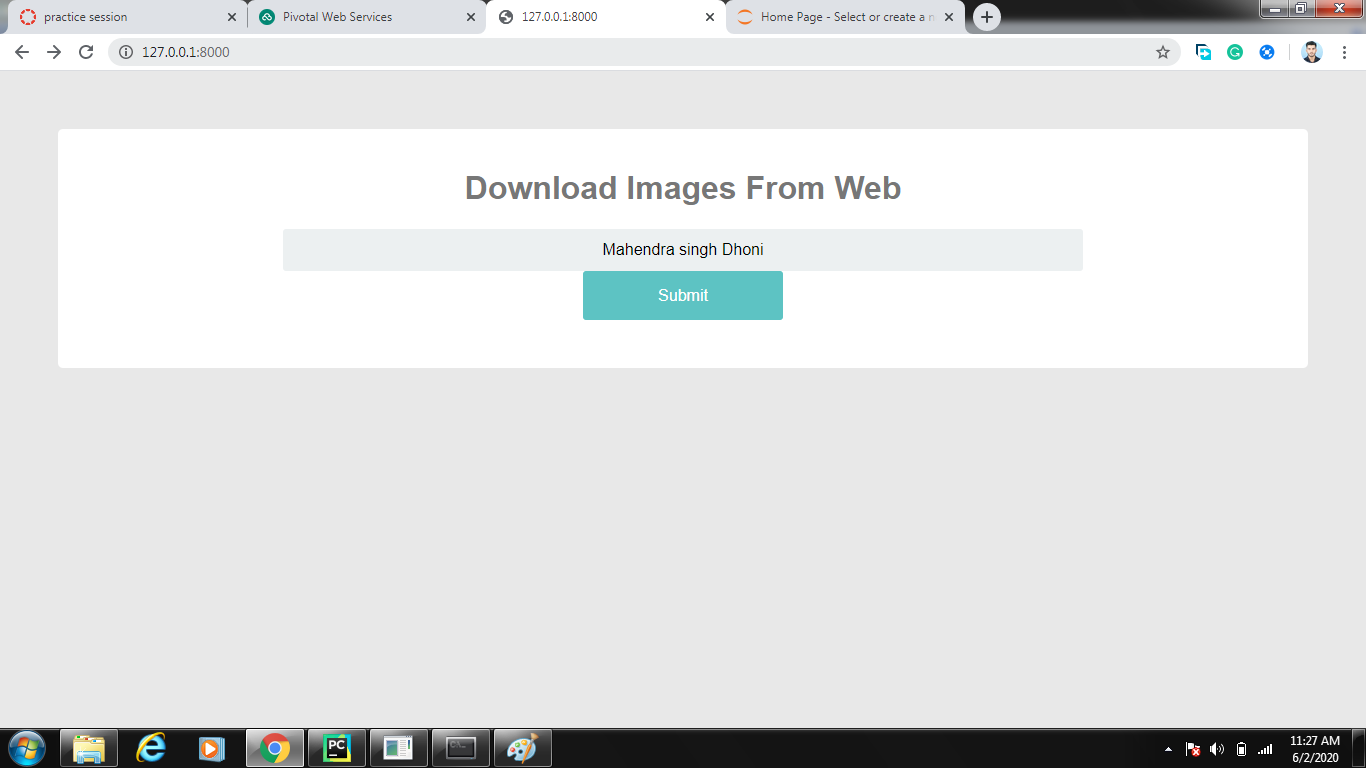 practice session
Pivotal Web Services
127.0.0.1:8000
Home Page - Select or create a n
127.0.0.1:8000
Download Images From Web
Mahendra singh Dhoni
Submit
PC
11:27 AM
6/2/2020